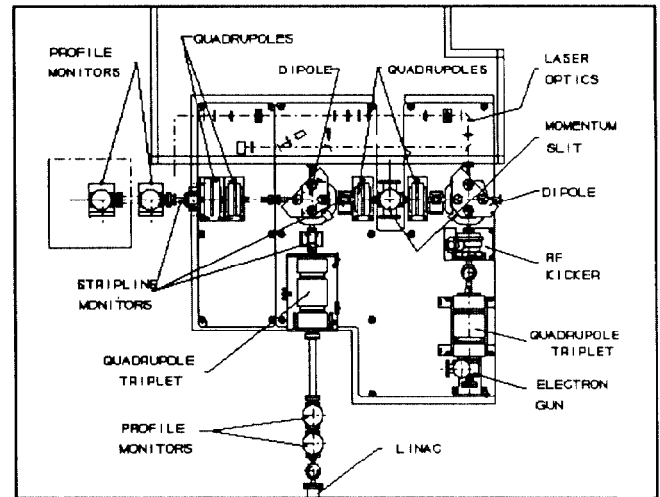 PROFILE
MONITORS
QUADRUPOLES
DIPOLE
QUADRUPOLES
LASER
OPTICS
MOMENTUM
SLIT
DIPOLE
STRIPLINE
MONITORS
RF
KICKER
QUADRUPOLE
TRIPLET
QUADRUPOLE
TRIPLET
ELECTRON
GUN
PROFILE
MONITORS
LINAC